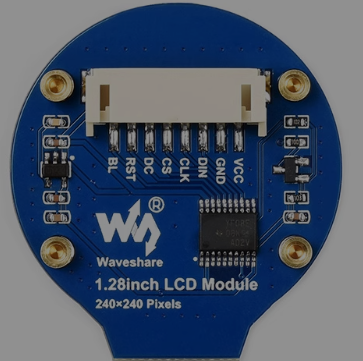 BL RST DC CS CLK DIN GND VCC
®
Waveshare
1.28inch LCD Module
240×240 Pixels